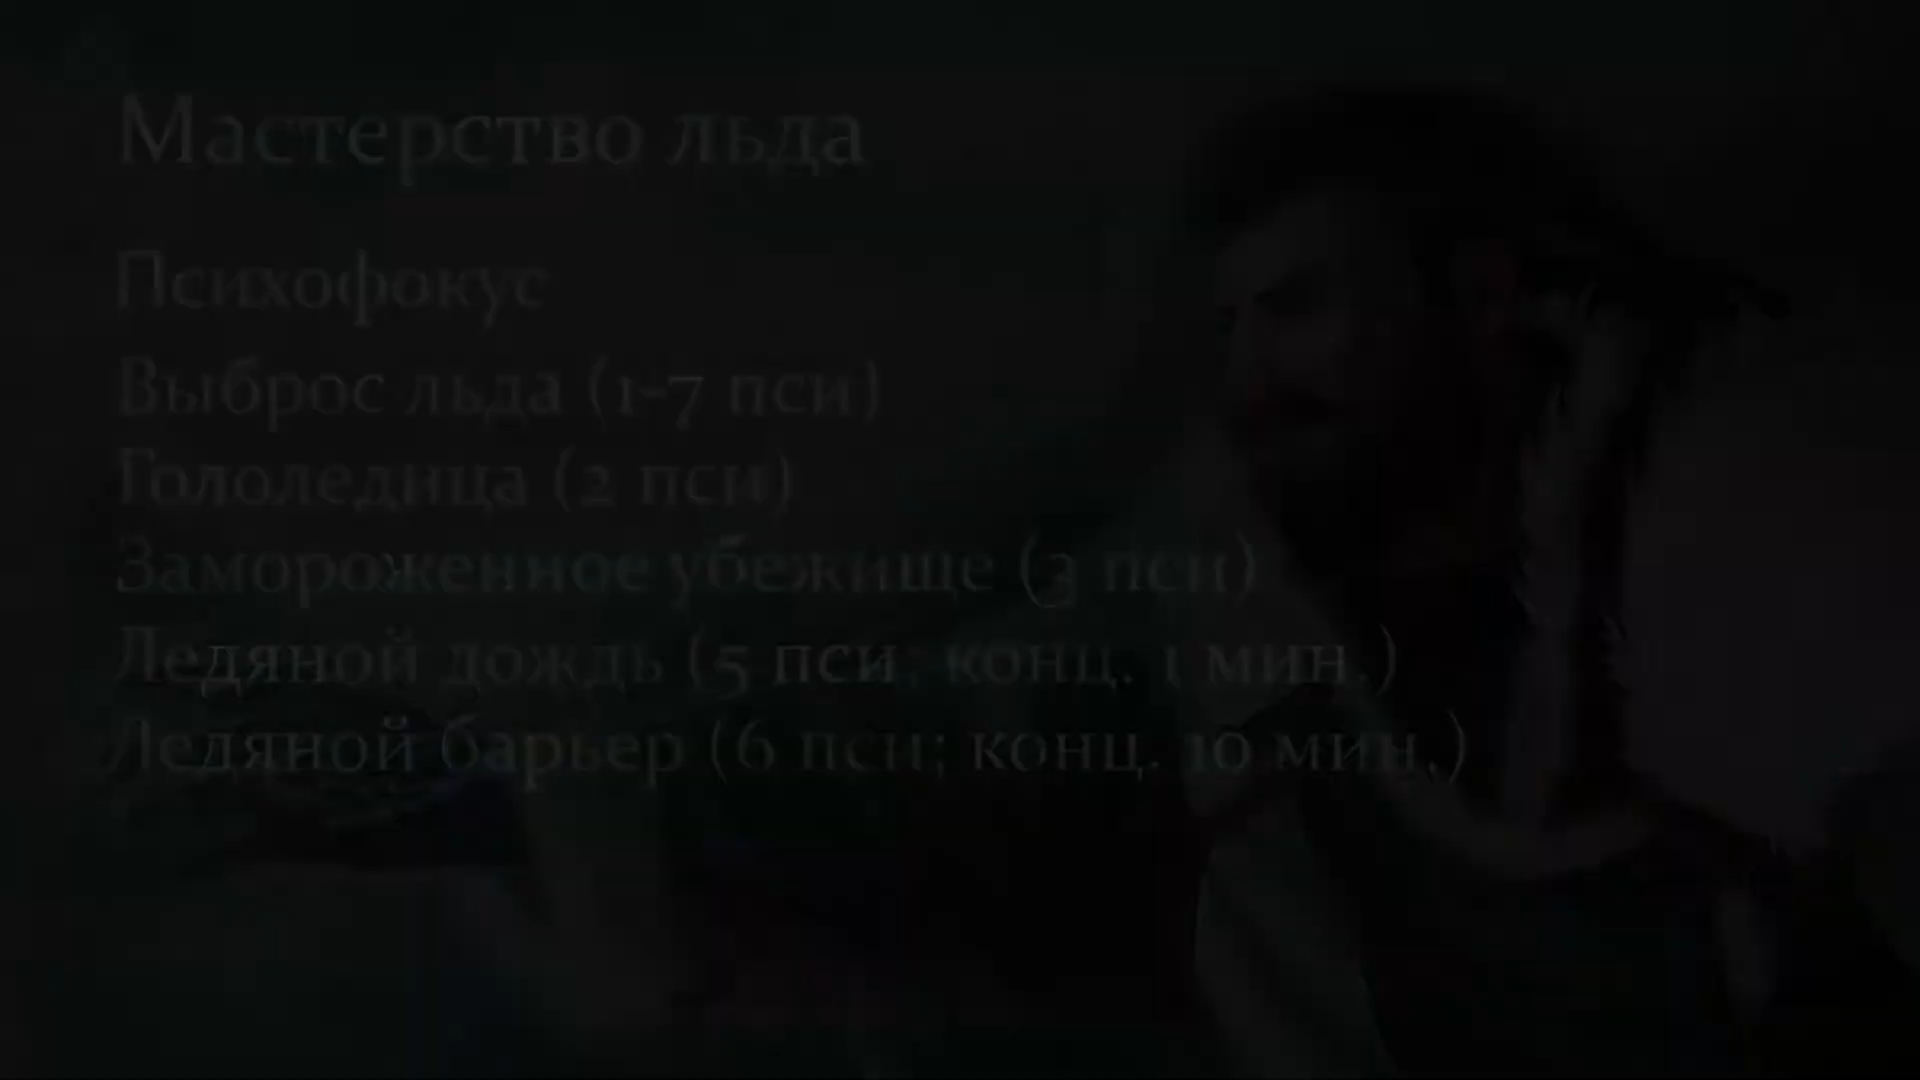 Мастерство льда
Психофокус
Выброс льда (1-7 пси)
Гололедица (2 пси)
Замороженное убежище (3 пси)
Ледяной дождь (5 пси; конц. 1 мин.)
Ледяной барьер (6 пси; конц. 10 мин.)